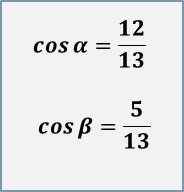 cos α = 12/13
cos β = 5/13